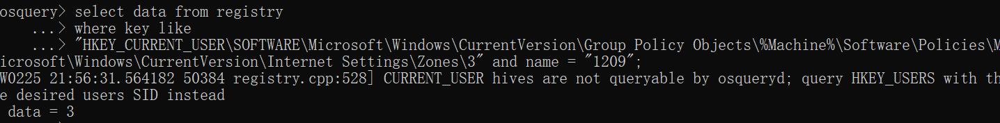 osquery> select data from registry
    ...> where key like
    ...> "HKEY_CURRENT_USER\SOFTWARE\Microsoft\Windows\CurrentVersion\Group Policy Objects\%Machine%\Software\Policies\M
icrosoft\Windows\CurrentVersion\Internet Settings\Zones\3" and name = "1209";
W0225 21:56:31.564182 50384 registry.cpp:528] CURRENT_USER hives are not queryable by osqueryd; query HKEY_USERS with th
e desired users SID instead
 data = 3